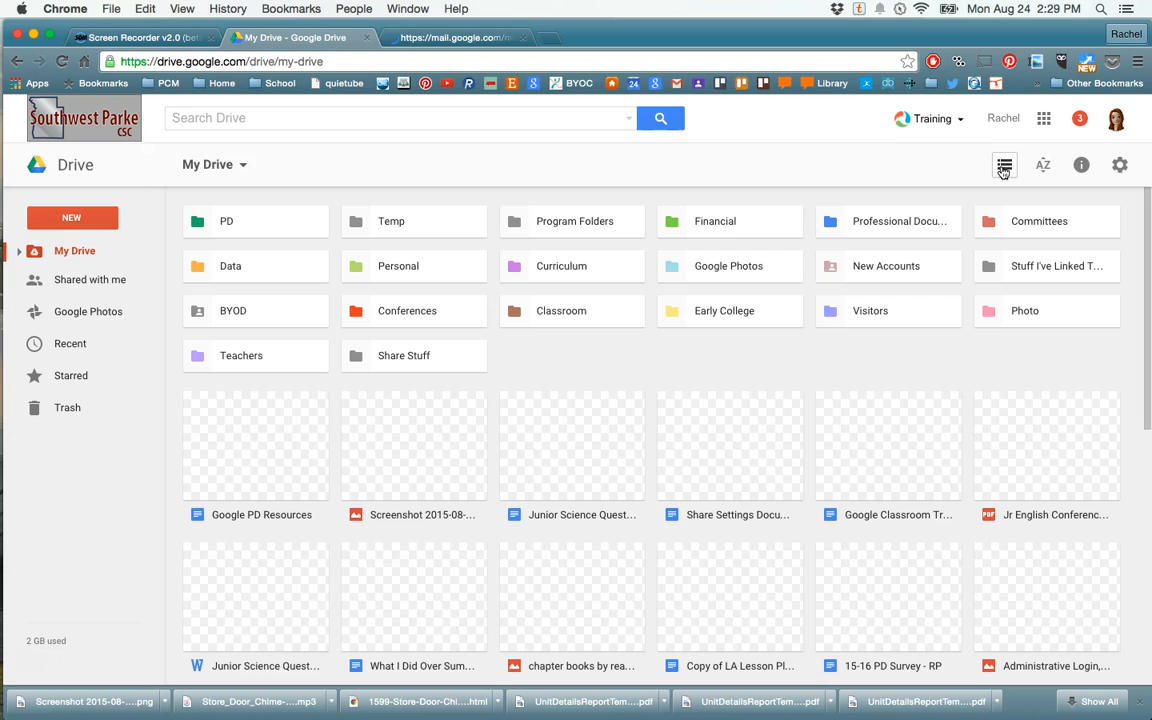 Chrome File Edit View History Bookmarks People Window Help Mon Aug 24 2:29 PM
Screen Recorder v2.0 (bet My Drive - Google Drive https://mail.google.com/m Rachel
https://drive.google.com/drive/my-drive
Apps Bookmarks PCM Home School quietube BYOC 24 Library NEW » Other Bookmarks
Southwest Parke
CSC
Search Drive Training Rachel 3
Drive My Drive AZ
NEW
My Drive
Shared with me
Google Photos
Recent
Starred
Trash
2 GB used
PD Temp Program Folders Financial Professional Docu... Committees
Data Personal Curriculum Google Photos New Accounts Stuff I've Linked T...
BYOD Conferences Classroom Early College Visitors Photo
Teachers Share Stuff
Google PD Resources Screenshot 2015-08-... Junior Science Quest... Share Settings Docu... Google Classroom Tr... PDF Jr English Conferenc...
W Junior Science Quest... What I Did Over Sum... chapter books by rea... Copy of LA Lesson Pl... 15-16 PD Survey - RP Administrative Login,...
Screenshot 2015-08-....png Store_Door_Chime-....mp3 1599-Store-Door-Chi....html UnitDetailsReportTem....pdf UnitDetailsReportTem....pdf UnitDetailsReportTem....pdf Show All